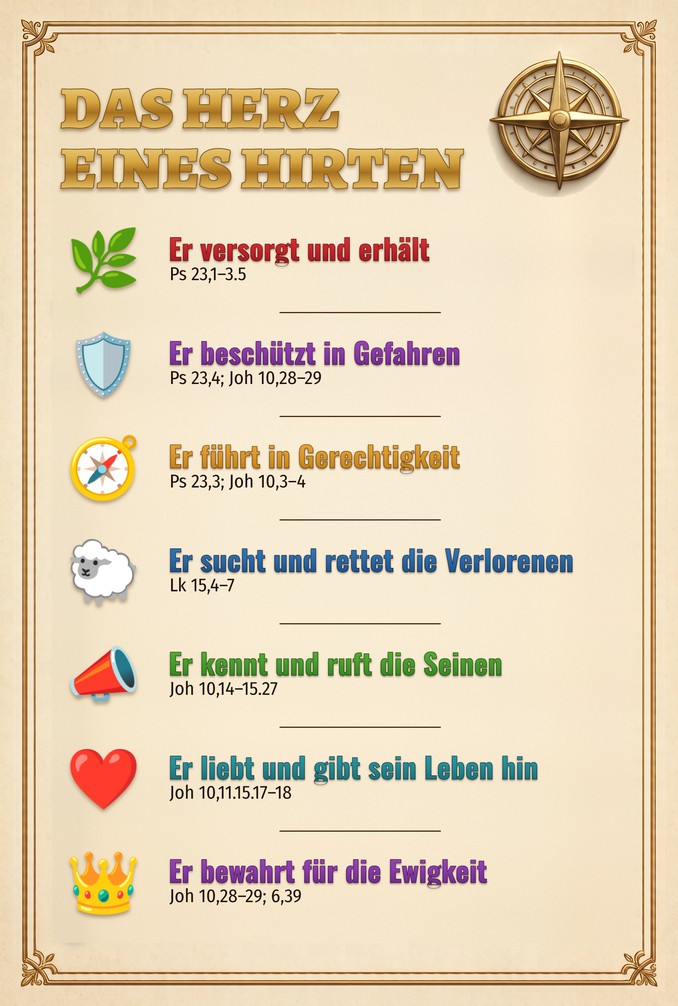 DAS HERZ
EINES HIRTEN
Er versorgt und erhält
Ps 23,1–3.5
Er beschützt in Gefahren
Ps 23,4; Joh 10,28–29
Er führt in Gerechtigkeit
Ps 23,3; Joh 10,3–4
Er sucht und rettet die Verlorenen
Lk 15,4–7
Er kennt und ruft die Seinen
Joh 10,14–15.27
Er liebt und gibt sein Leben hin
Joh 10,11.15.17–18
Er bewahrt für die Ewigkeit
Joh 10,28–29; 6,39